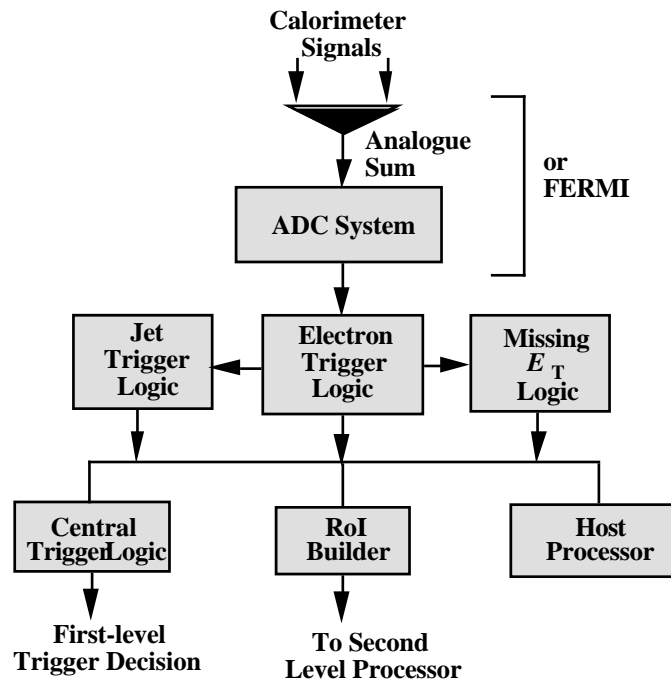 Calorimeter
Signals
Analogue
Sum
or
FERMI
ADC System
Jet
Trigger
Logic
Electron
Trigger
Logic
Missing
E T
Logic
Central
TriggerLogic
RoI
Builder
Host
Processor
First-level
Trigger Decision
To Second
Level Processor